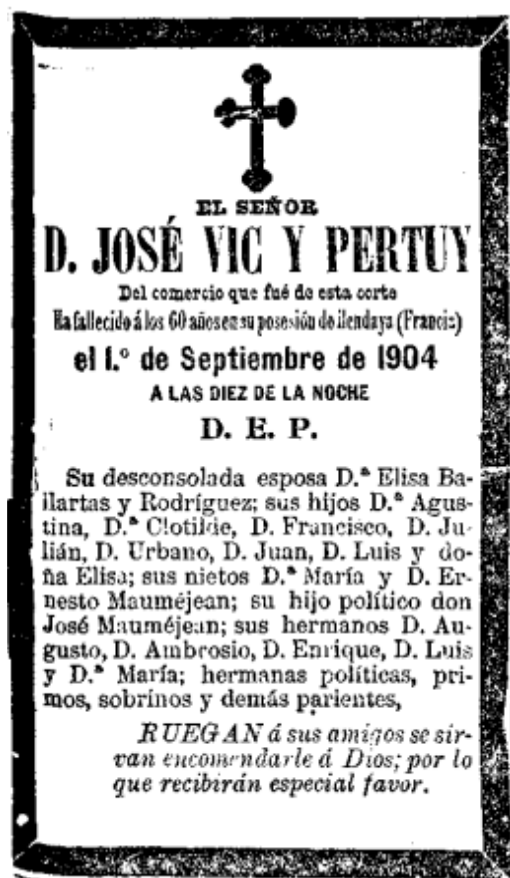 EL SEÑOR
D. JOSÉ VIC Y PERTUY
Del comercio que fué de esta corte
Ha fallecido á los 60 años en su posesión de Hendaya (Francia)
el 1.º de Septiembre de 1904
A LAS DIEZ DE LA NOCHE
D. E. P.
Su desconsolada esposa D.ª Elisa Ba-
ilartas y Rodríguez; sus hijos D.ª Agus-
tina, D.ª Clotilde, D. Francisco, D. Ju-
lián, D. Urbano, D. Juan, D. Luis y do-
ña Elisa; sus nietos D.ª María y D. Er-
nesto Mauméjean; su hijo político don
José Mauméjean; sus hermanos D. Au-
gusto, D. Ambrosio, D. Enrique, D. Luis
y D.ª María; hermanas políticas, pri-
mos, sobrinos y demás parientes,
RUEGAN á sus amigos se sir-
van encomendarle á Dios; por lo
que recibirán especial favor.